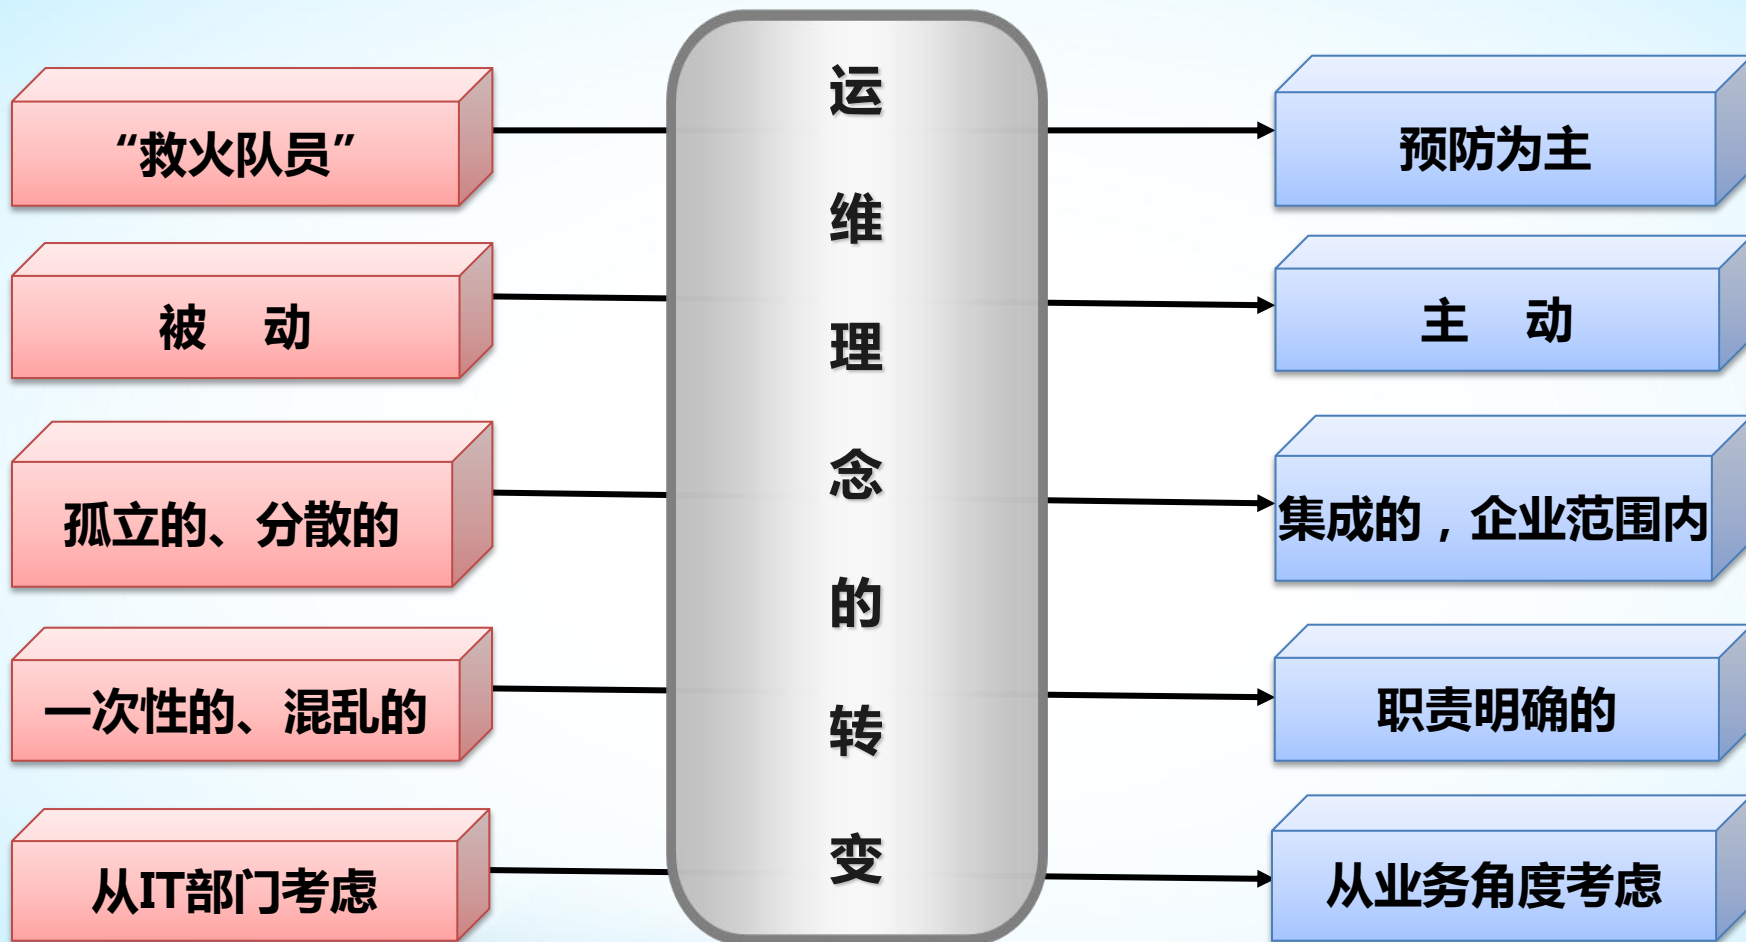 运维理念的转变
“救火队员”
预防为主
被 动
主 动
孤立的、分散的
集成的，企业范围内
一次性的、混乱的
职责明确的
从IT部门考虑
从业务角度考虑